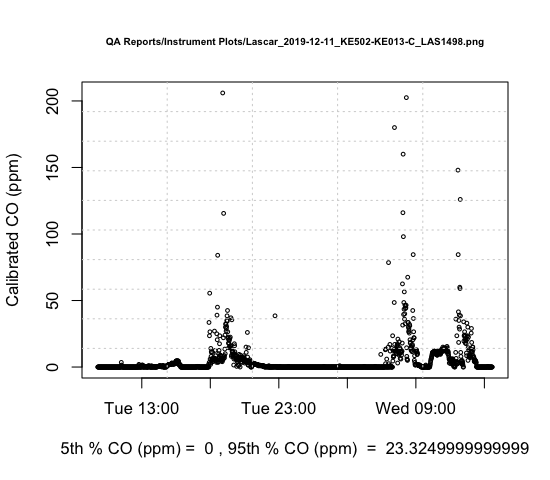 QA Reports/Instrument Plots/Lascar_2019-12-11_KE502-KE013-C_LAS1498.png
Calibrated CO (ppm)
200
150
100
50
0
Tue 13:00 Tue 23:00 Wed 09:00
5th % CO (ppm) = 0 , 95th % CO (ppm) = 23.3249999999999